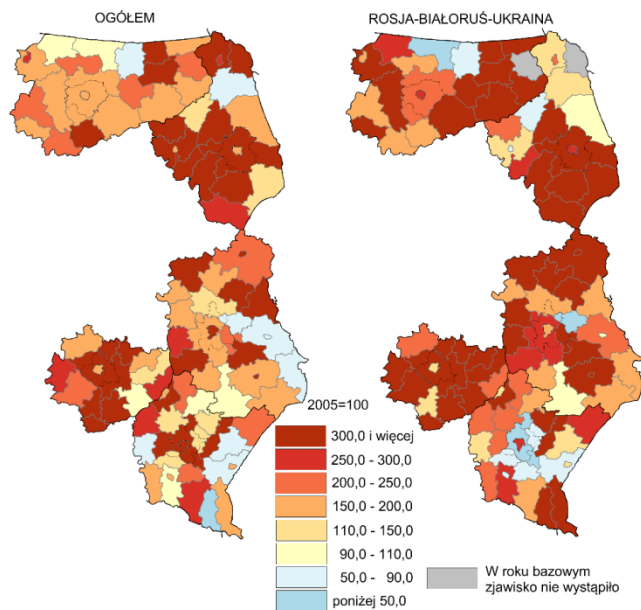 OGÓŁEM
ROSJA-BIAŁORUŚ-UKRAINA
2005=100
300,0 i więcej
250,0 - 300,0
200,0 - 250,0
150,0 - 200,0
110,0 - 150,0
90,0 - 110,0
50,0 - 90,0
poniżej 50,0
W roku bazowym
zjawisko nie wystąpiło